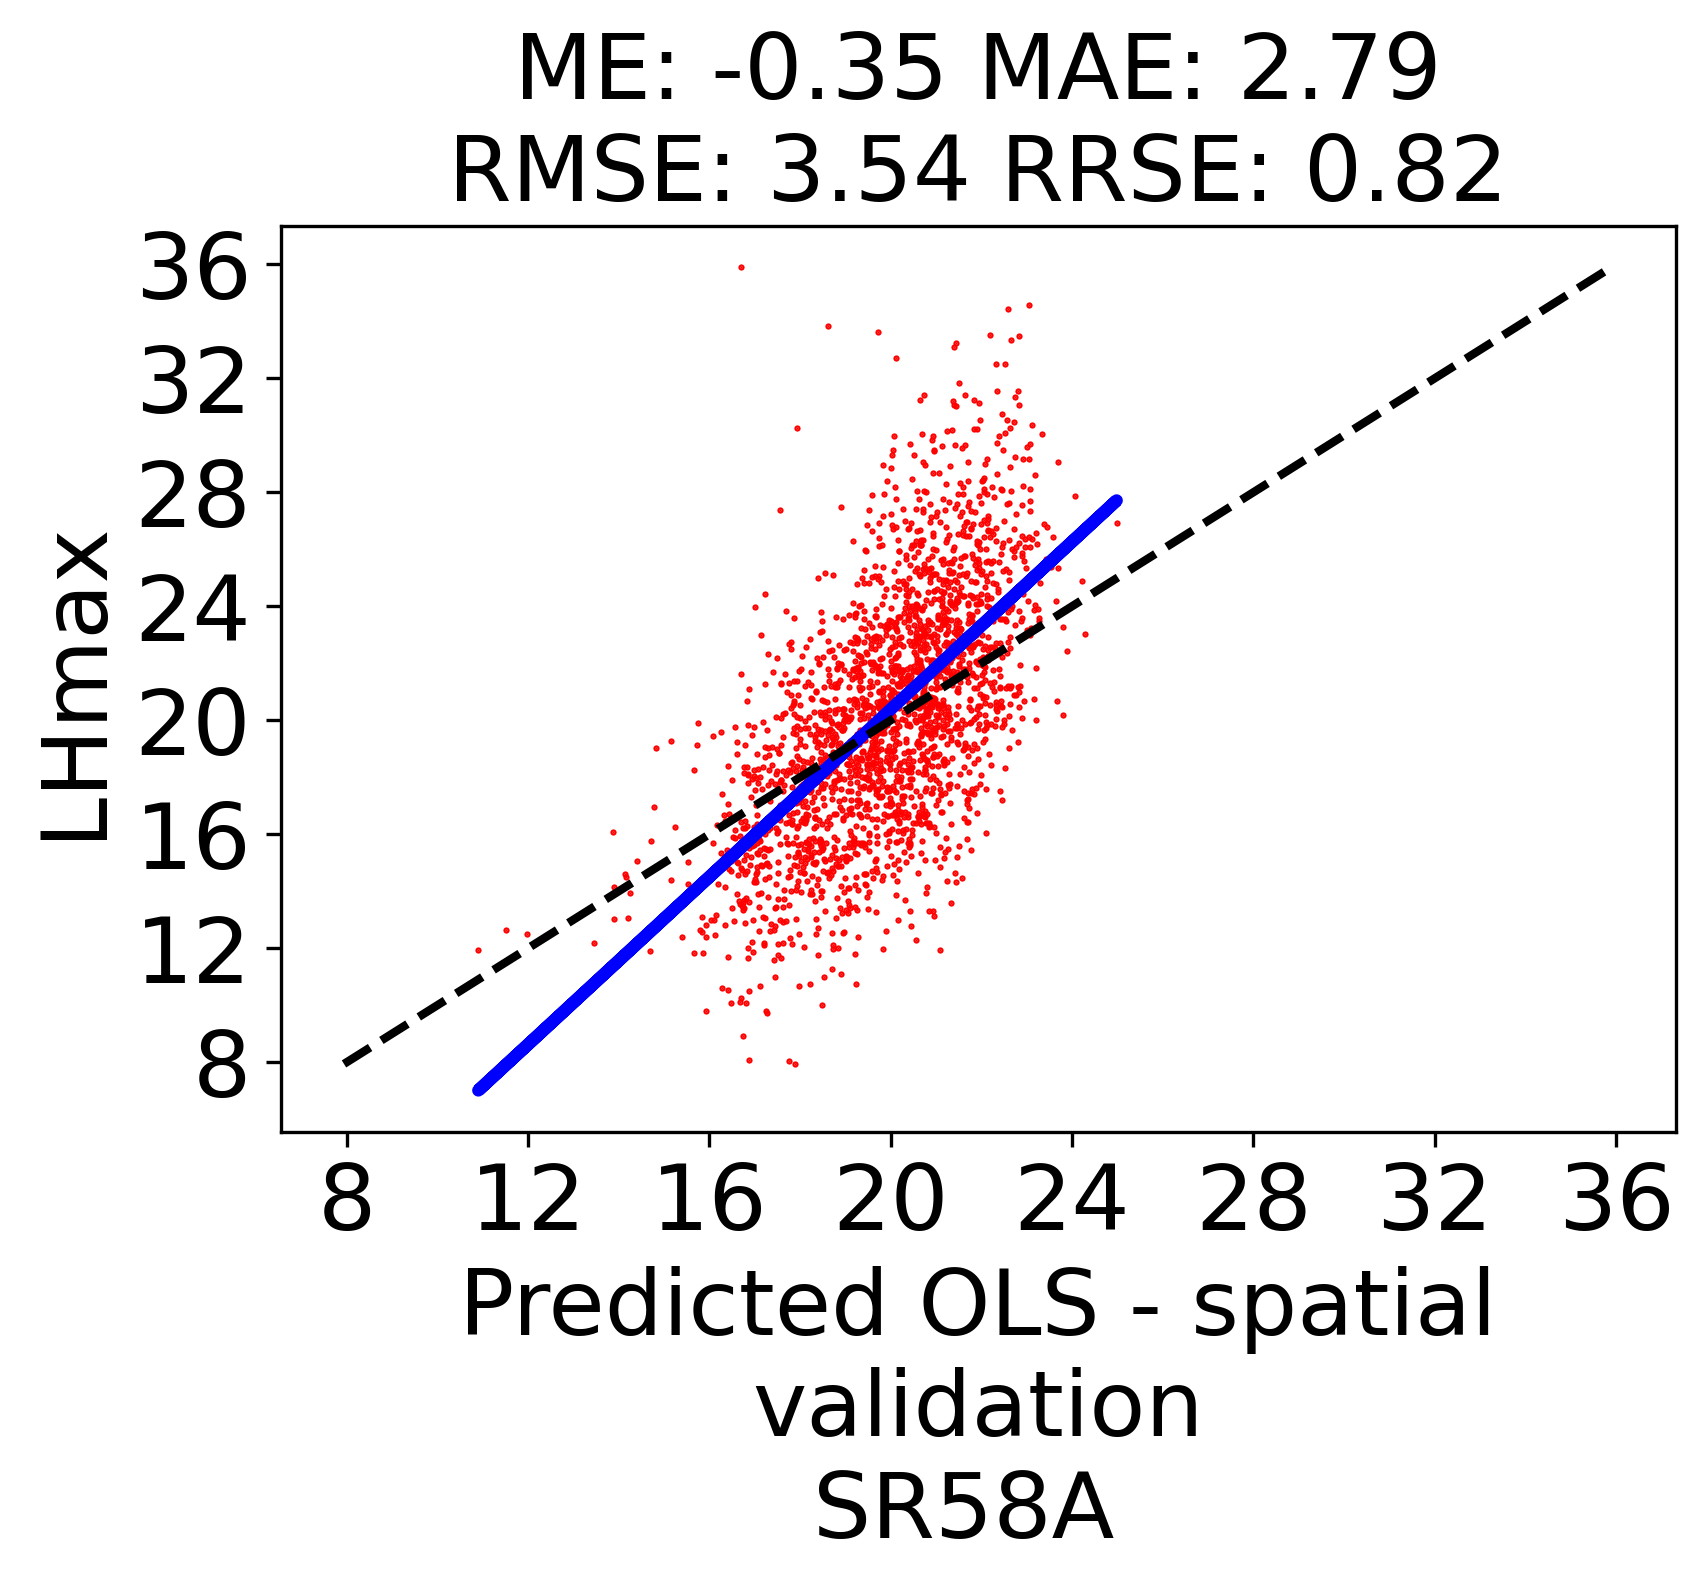 ME: -0.35 MAE: 2.79
RMSE: 3.54 RRSE: 0.82
36
32
28
24
20
16
12
8
LHmax
8 12 16 20 24 28 32 36
Predicted OLS - spatial
validation
SR58A